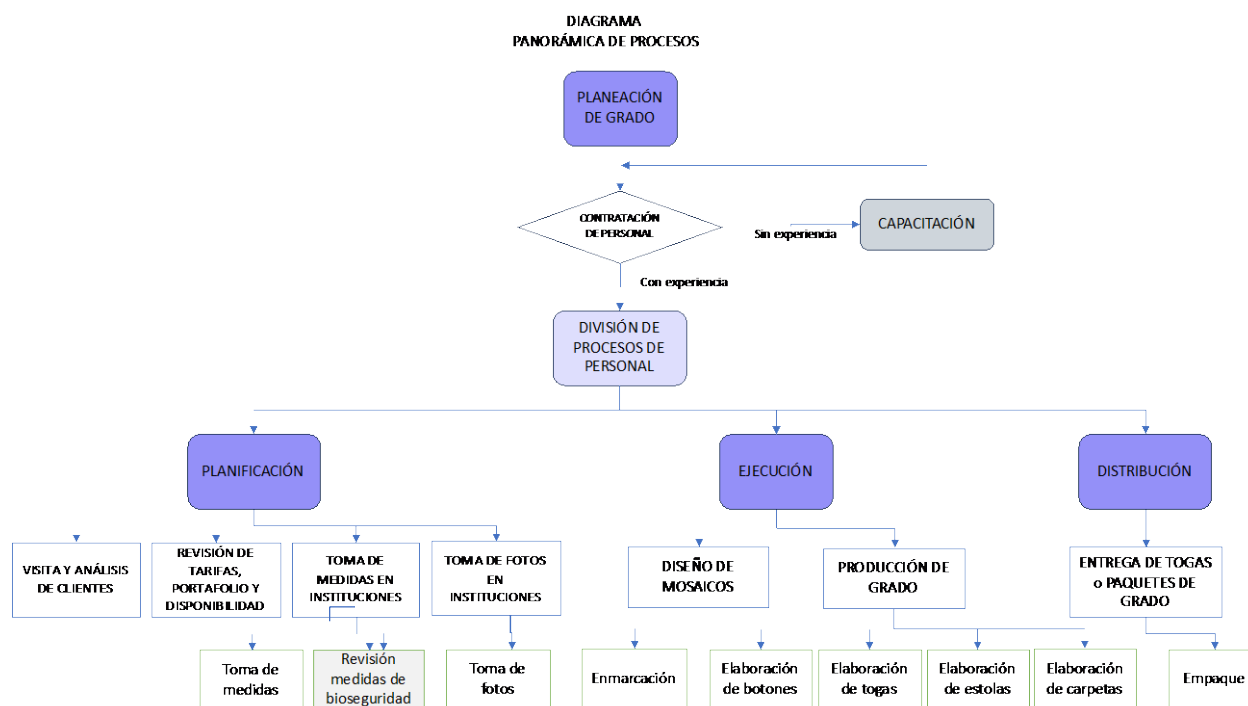 DIAGRAMA
PANORÁMICA DE PROCESOS
PLANEACIÓN
DE GRADO
CONTRATACIÓN
DE PERSONAL
Sin experiencia
CAPACITACIÓN
Con experiencia
DIVISIÓN DE
PROCESOS DE
PERSONAL
PLANIFICACIÓN
EJECUCIÓN
DISTRIBUCIÓN
VISITA Y ANÁLISIS
DE CLIENTES
REVISIÓN DE
TARIFAS,
PORTAFOLIO Y
DISPONIBILIDAD
TOMA DE
MEDIDAS EN
INSTITUCIONES
TOMA DE FOTOS
EN
INSTITUCIONES
DISEÑO DE
MOSAICOS
PRODUCCIÓN DE
GRADO
ENTREGA DE TOGAS
o PAQUETES DE
GRADO
Toma de
medidas
Revisión
medidas de
bioseguridad
Toma de
fotos
Enmarcación
Elaboración
de botones
Elaboración
de togas
Elaboración
de estolas
Elaboración
de carpetas
Empaque